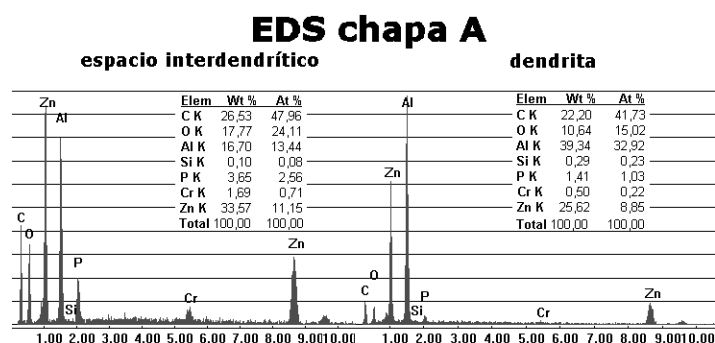 EDS chapa A
espacio interdendrítico
dendrita
Elem Wt % At %
C K 26,53 47,96
O K 17,77 24,11
Al K 16,70 13,44
Si K 0,10 0,08
P K 3,65 2,56
Cr K 1,69 0,71
Zn K 33,57 11,15
Total 100,00 100,00
Zn
Al
C
O
P
Si
Cr
Zn
1.00 2.00 3.00 4.00 5.00 6.00 7.00 8.00 9.00 10.00
Elem Wt % At %
C K 22,20 41,73
O K 10,64 15,02
Al K 39,34 32,92
Si K 0,29 0,23
P K 1,41 1,03
Cr K 0,50 0,22
Zn K 25,62 8,85
Total 100,00 100,00
Al
Zn
O
C
Si
P
Cr
Zn
1.00 2.00 3.00 4.00 5.00 6.00 7.00 8.00 9.00 10.00